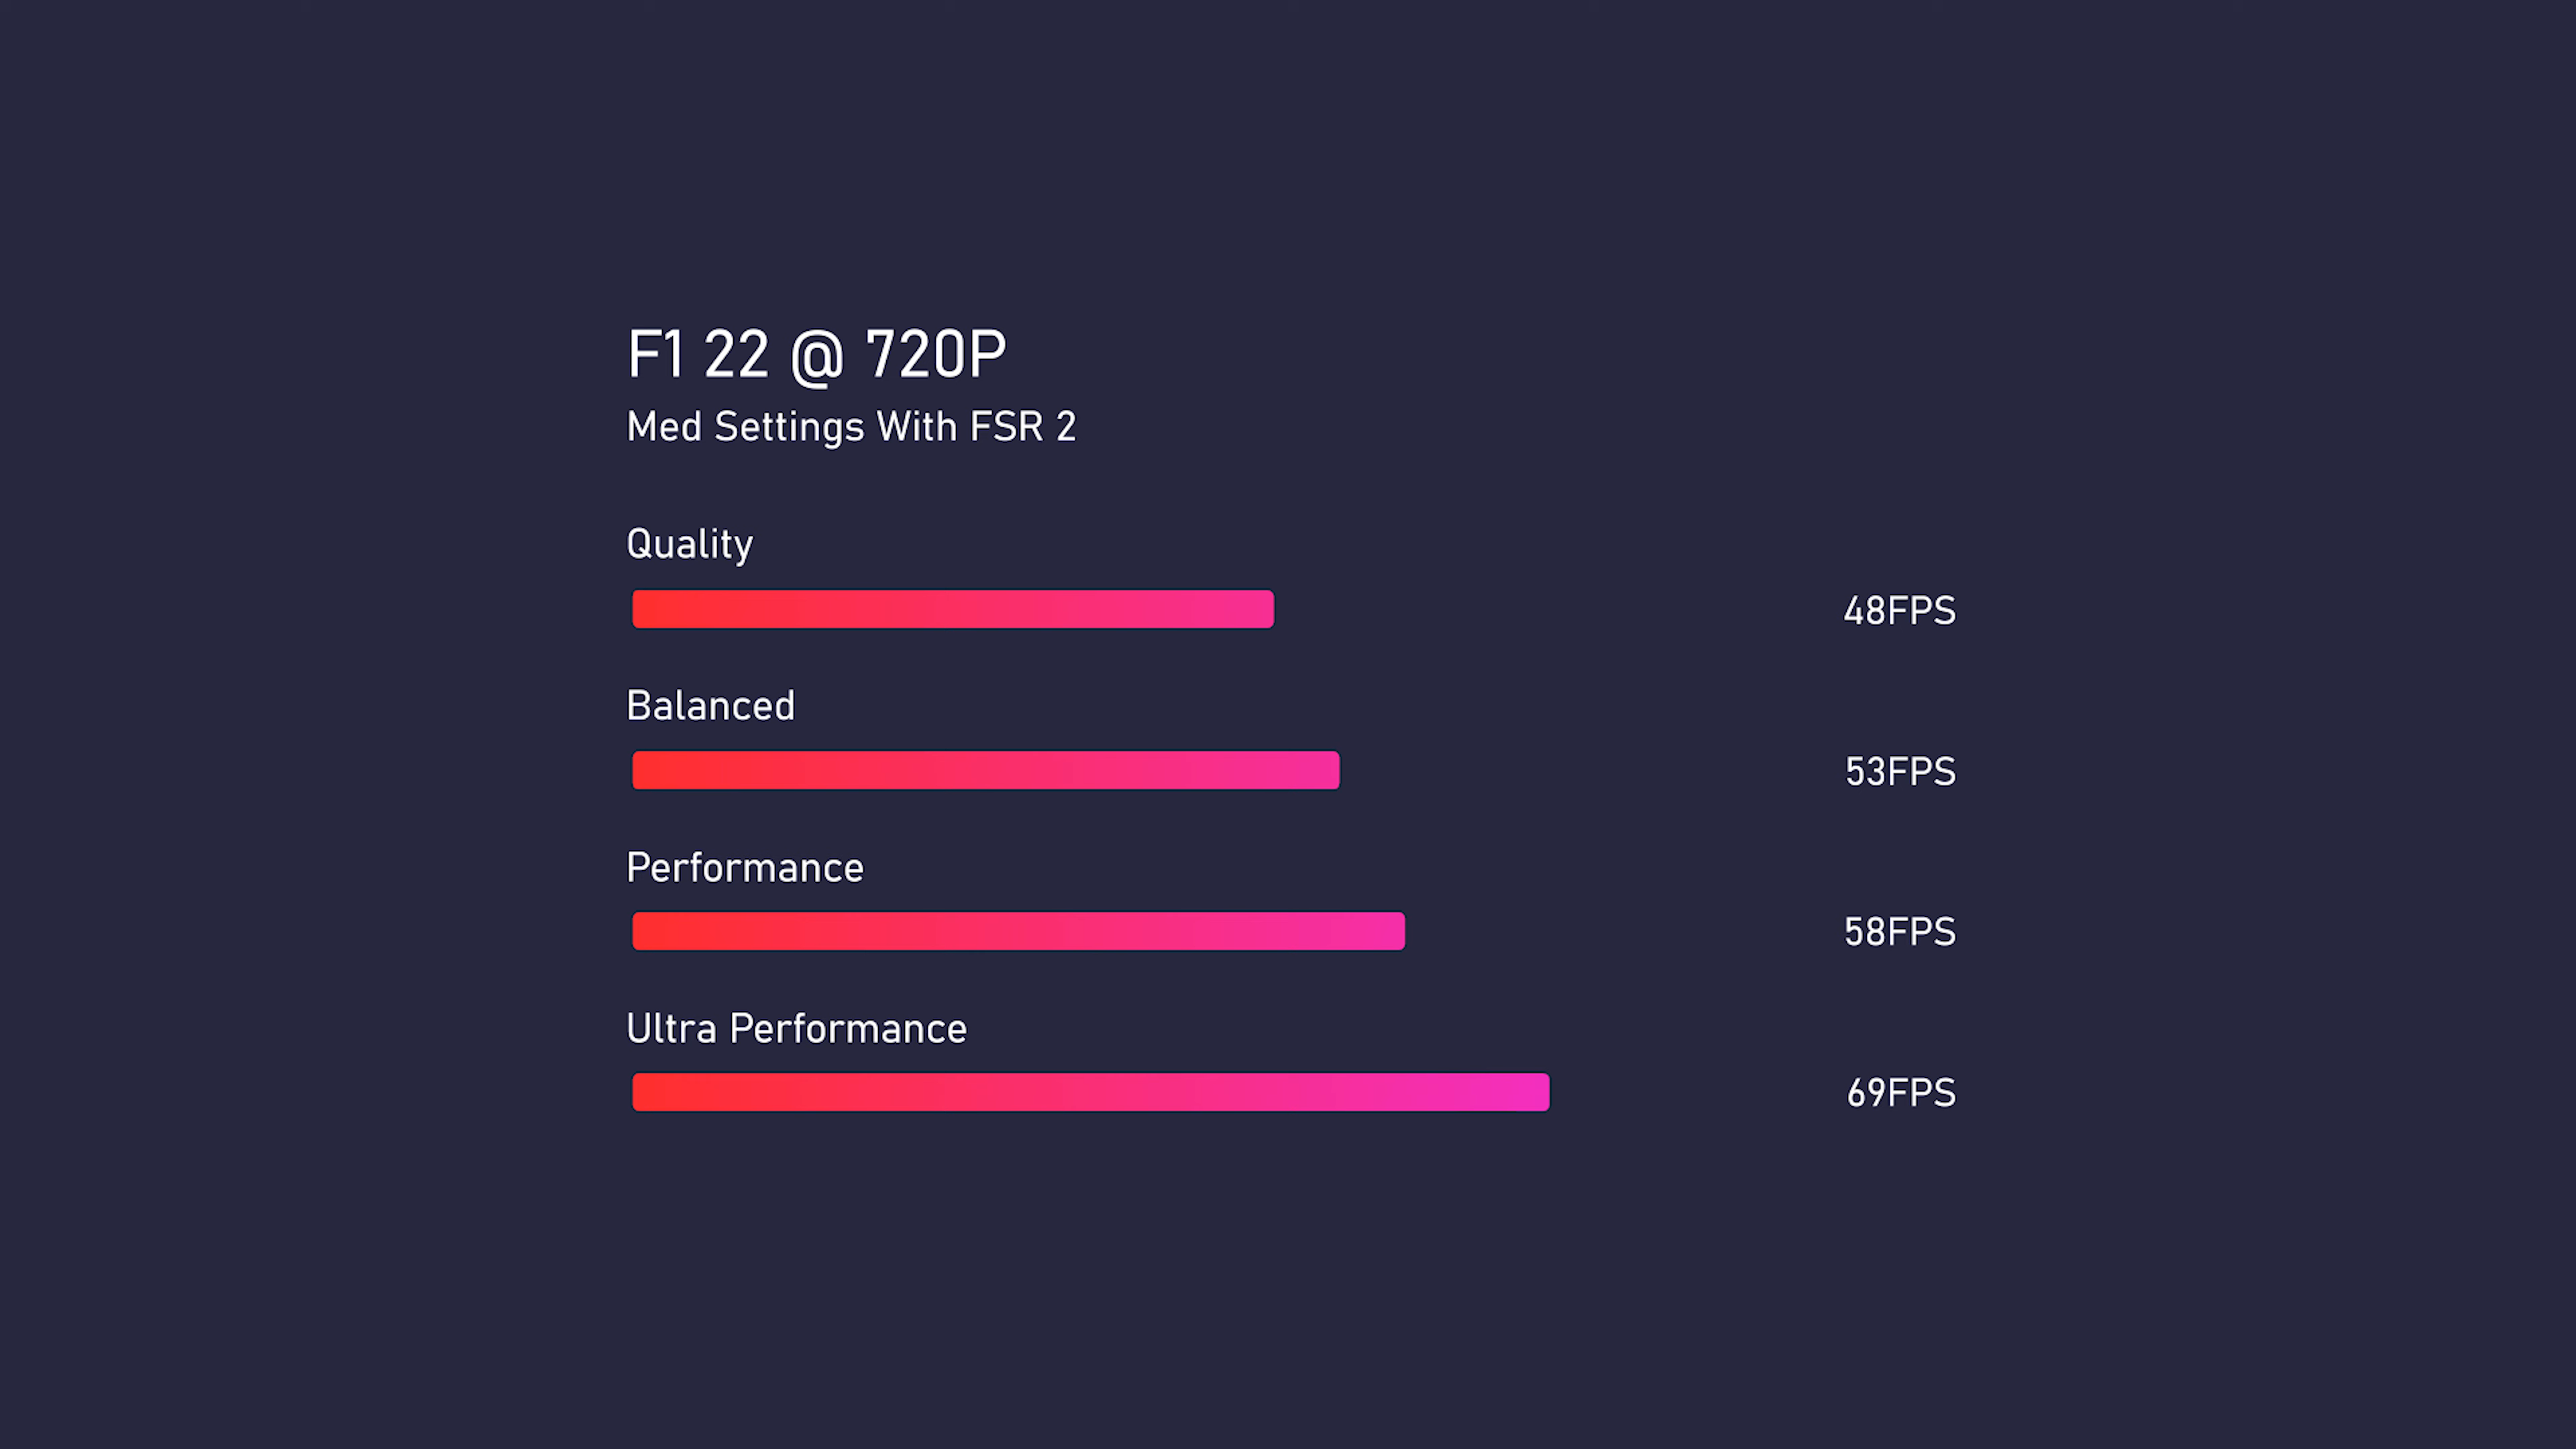 F1 22 @ 720P
Med Settings With FSR 2
Quality
48FPS
Balanced
53FPS
Performance
58FPS
Ultra Performance
69FPS